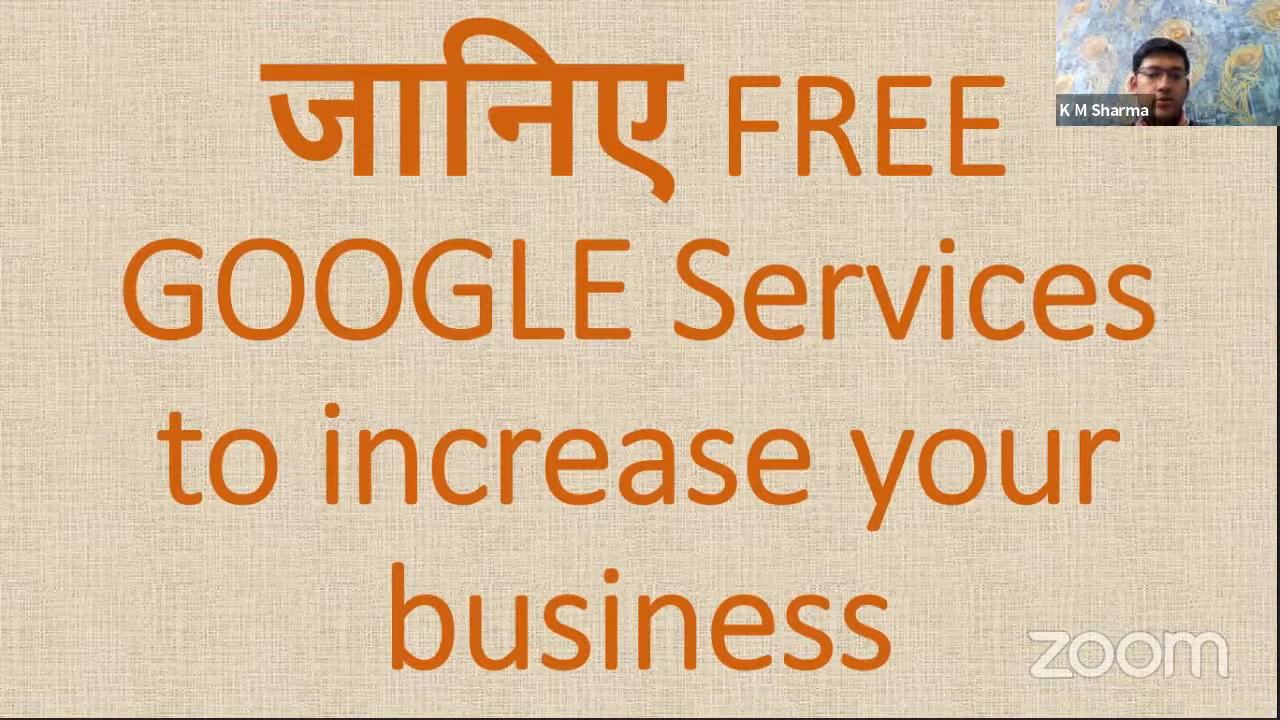 जानिए FREE
GOOGLE Services
to increase your
business
K M Sharma
zoom